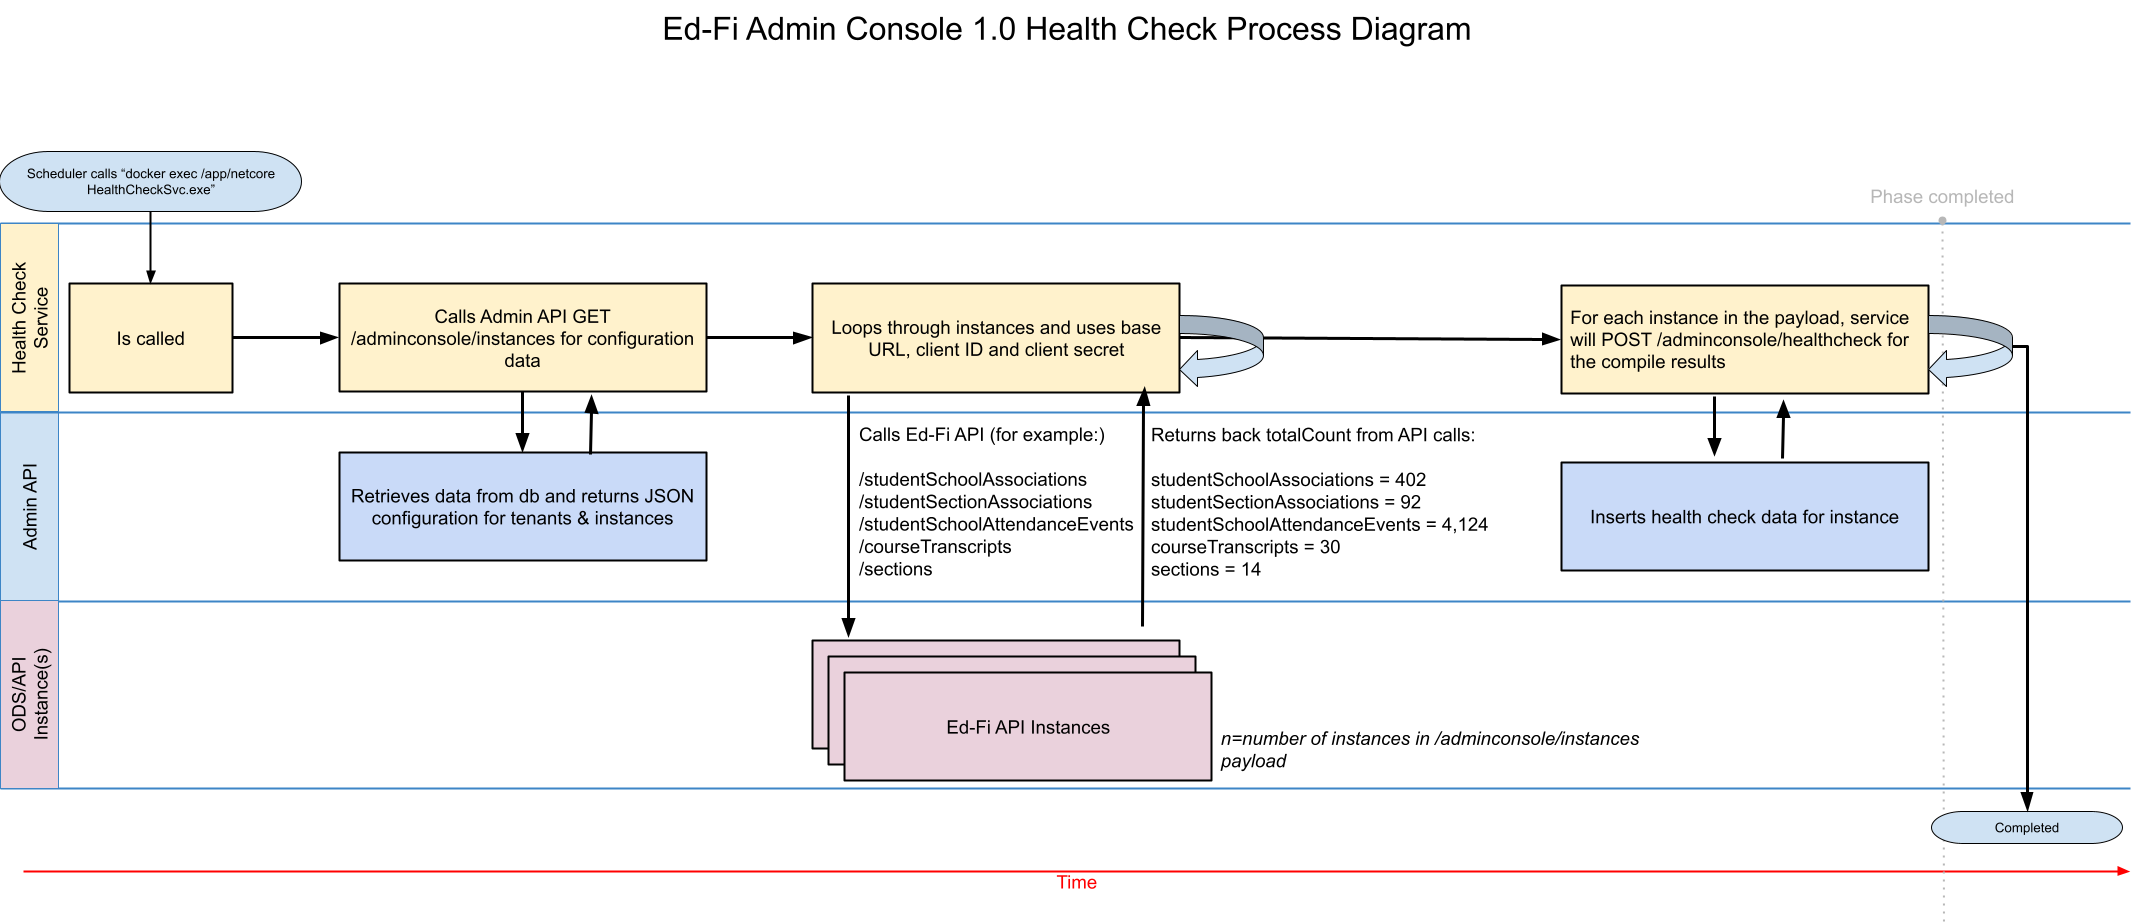 Ed-Fi Admin Console 1.0 Health Check Process Diagram
Scheduler calls “docker exec /app/netcore
HealthCheckSvc.exe”
Phase completed
Health Check
Service
Is called
Calls Admin API GET
/adminconsole/instances for configuration
data
Loops through instances and uses base
URL, client ID and client secret
For each instance in the payload, service
will POST /adminconsole/healthcheck for
the compile results
Admin API
Retrieves data from db and returns JSON
configuration for tenants & instances
Calls Ed-Fi API (for example:)
/studentSchoolAssociations
/studentSectionAssociations
/studentSchoolAttendanceEvents
/courseTranscripts
/sections
Returns back totalCount from API calls:
studentSchoolAssociations = 402
studentSectionAssociations = 92
studentSchoolAttendanceEvents = 4,124
courseTranscripts = 30
sections = 14
Inserts health check data for instance
ODS/API
Instance(s)
Ed-Fi API Instances
n=number of instances in /adminconsole/instances
payload
Completed
Time